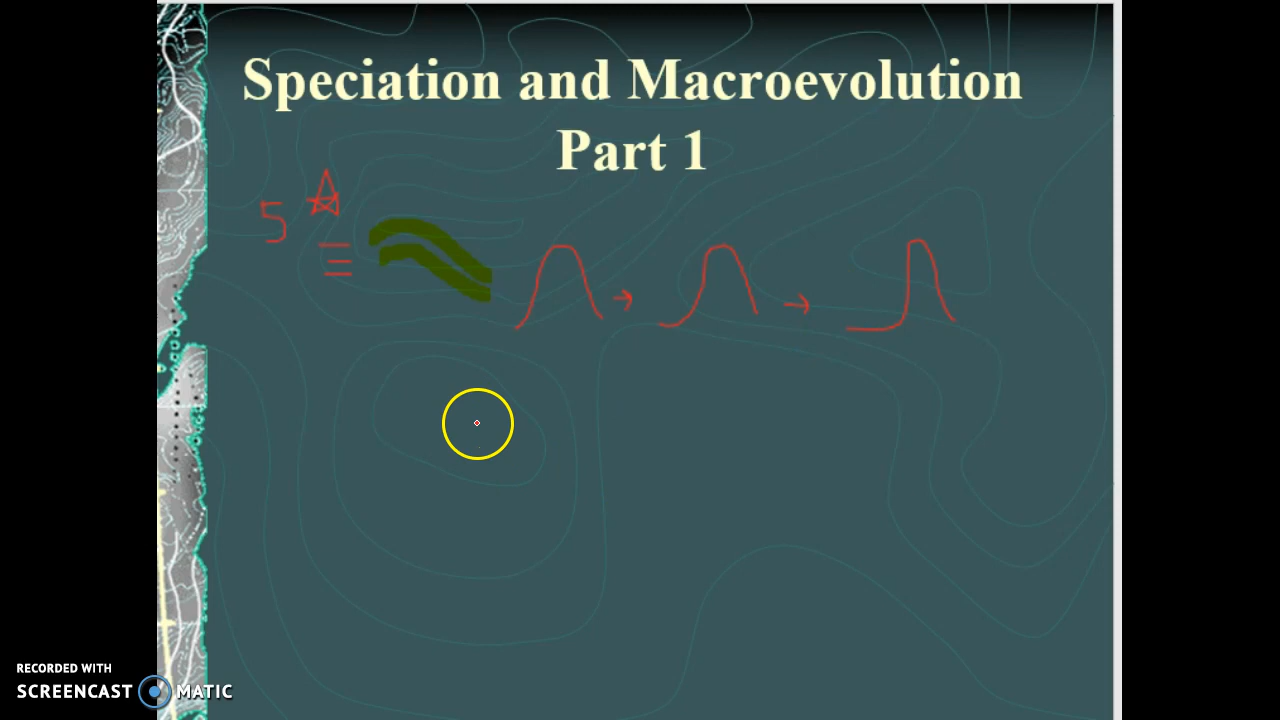 Speciation and Macroevolution
Part 1
5
RECORDED WITH
SCREENCAST MATIC